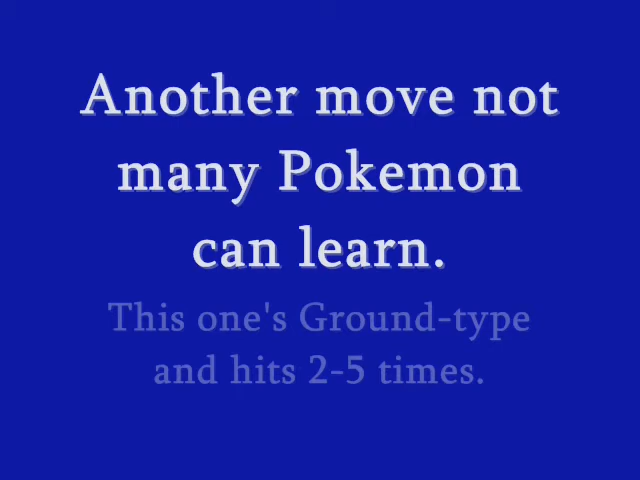 Another move not
many Pokemon
can learn.
This one's Ground-type
and hits 2-5 times.